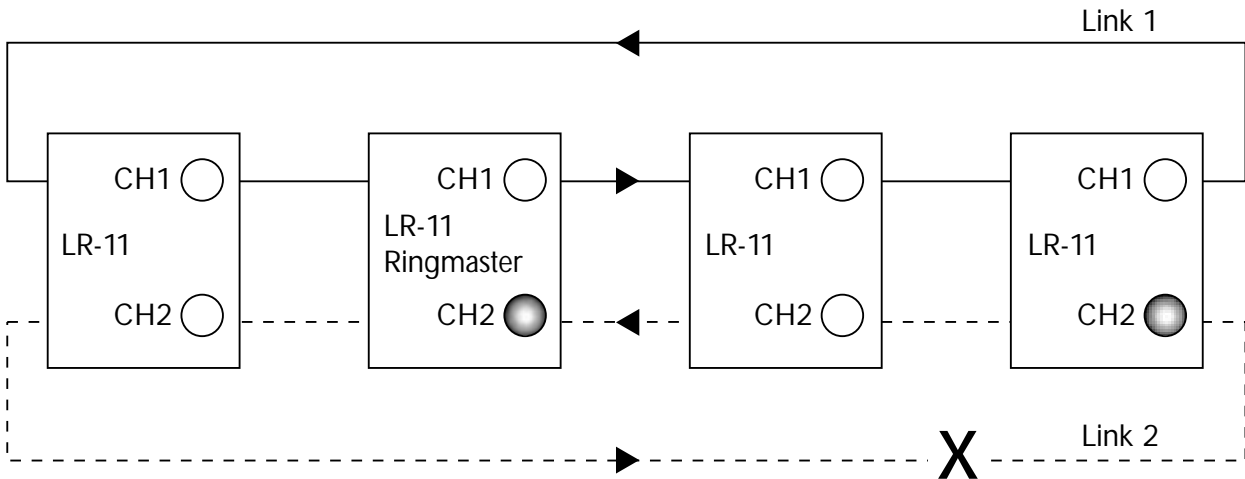 Link 1
CH1
LR-11
CH2
CH1
LR-11
Ringmaster
CH2
CH1
LR-11
CH2
CH1
LR-11
CH2
X
Link 2